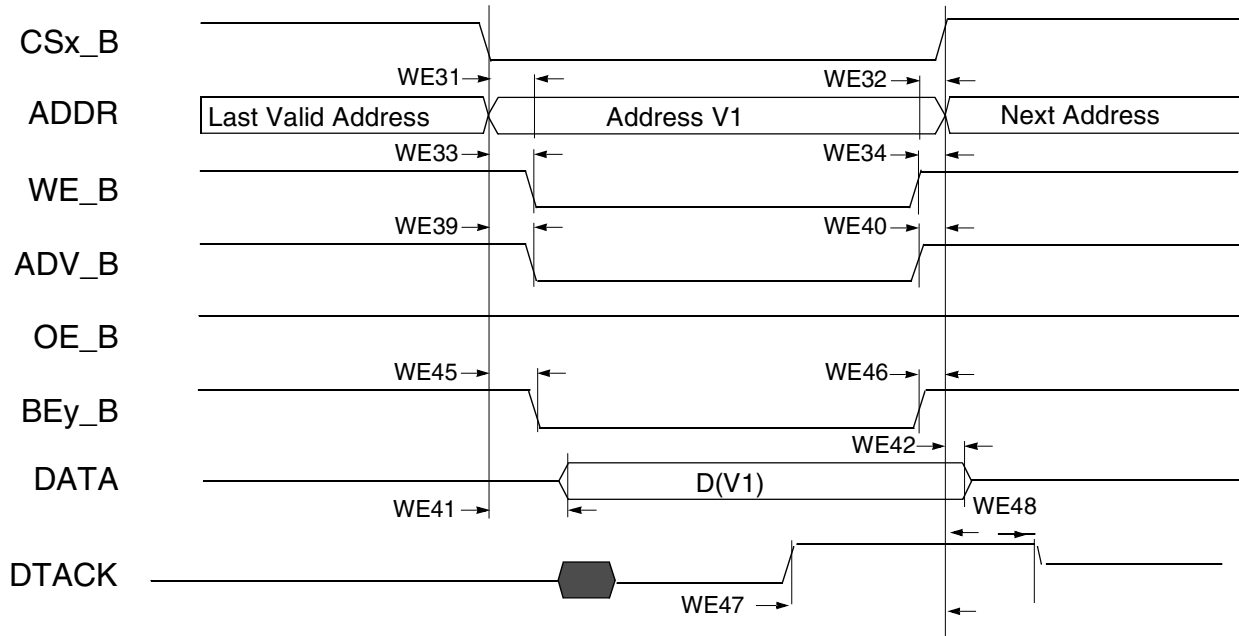 CSx_B
WE31
WE32
ADDR
Last Valid Address
Address V1
Next Address
WE33
WE34
WE_B
WE39
WE40
ADV_B
OE_B
WE45
WE46
BEy_B
WE42
DATA
D(V1)
WE41
WE48
DTACK
WE47